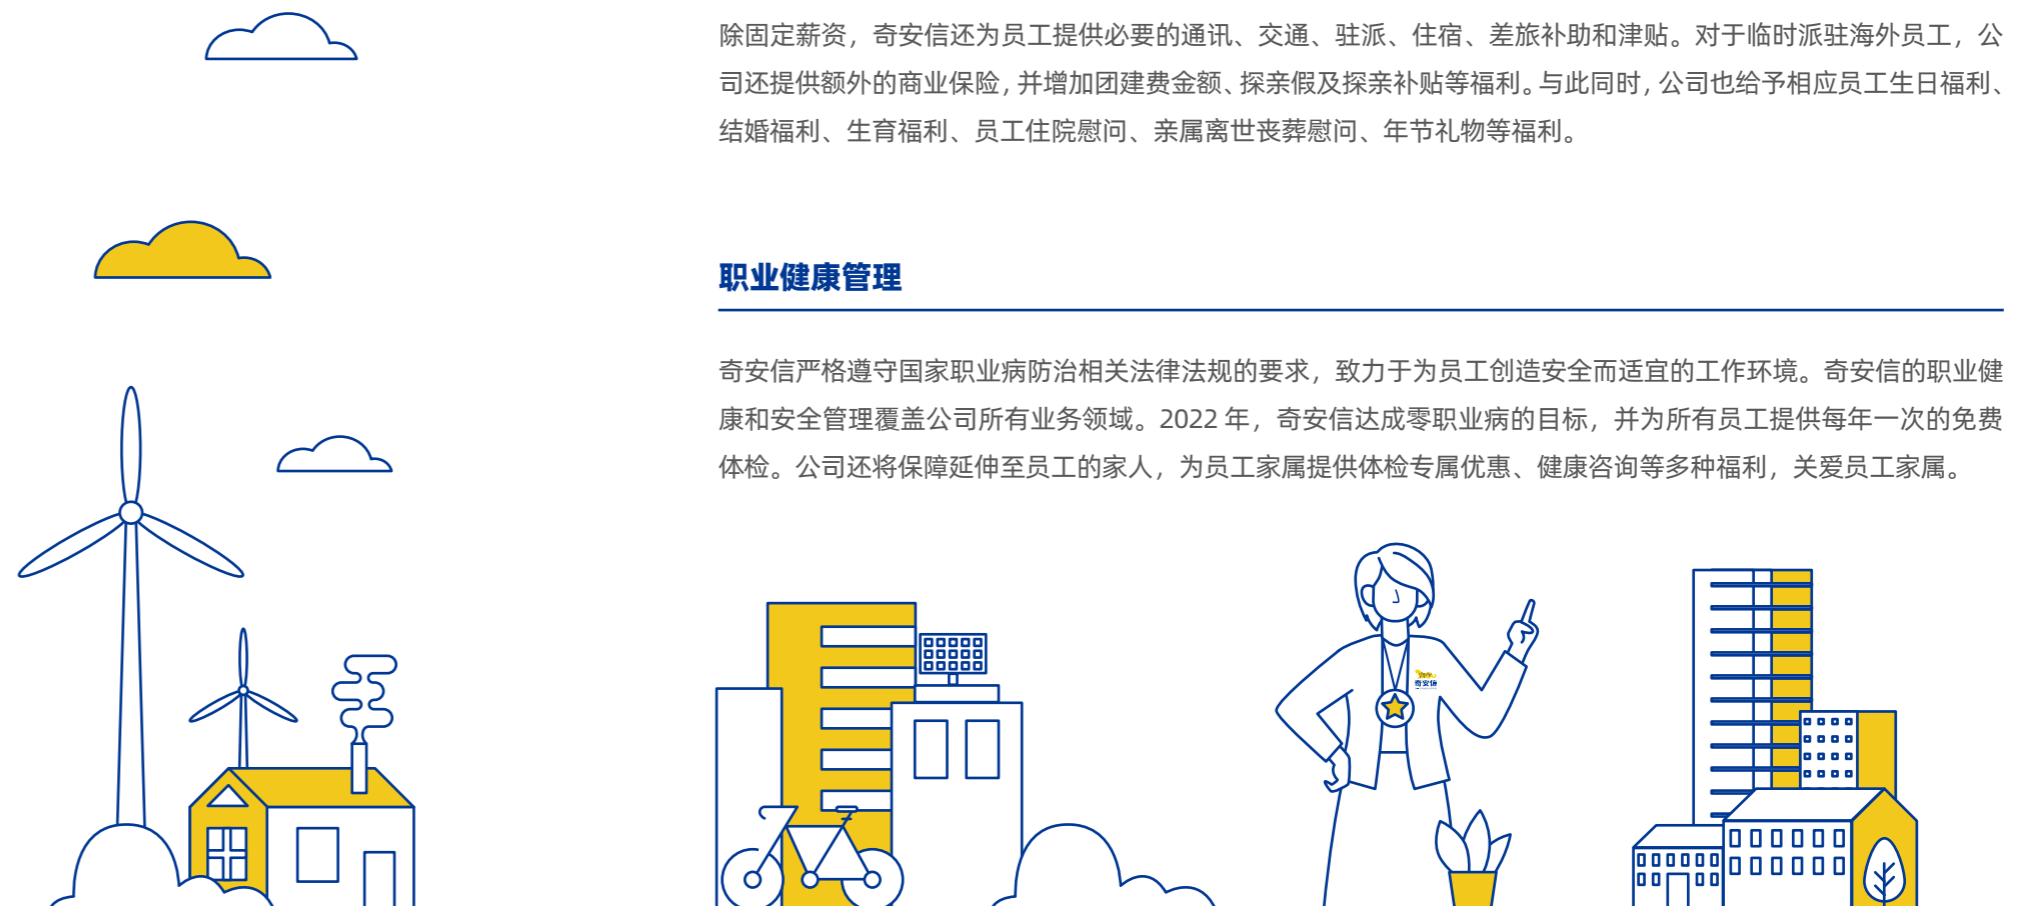 除固定薪资，奇安信还为员工提供必要的通讯、交通、驻派、住宿、差旅补助和津贴。对于临时派驻海外员工，公
司还提供额外的商业保险，并增加团建费金额、探亲假及探亲补贴等福利。与此同时，公司也给予相应员工生日福利、
结婚福利、生育福利、员工住院慰问、亲属离世丧葬慰问、年节礼物等福利。
职业健康管理
奇安信严格遵守国家职业病防治相关法律法规的要求，致力于为员工创造安全而适宜的工作环境。奇安信的职业健
康和安全管理覆盖公司所有业务领域。2022 年，奇安信达成零职业病的目标，并为所有员工提供每年一次的免费
体检。公司还将保障延伸至员工的家人，为员工家属提供体检专属优惠、健康咨询等多种福利，关爱员工家属。
奇安信